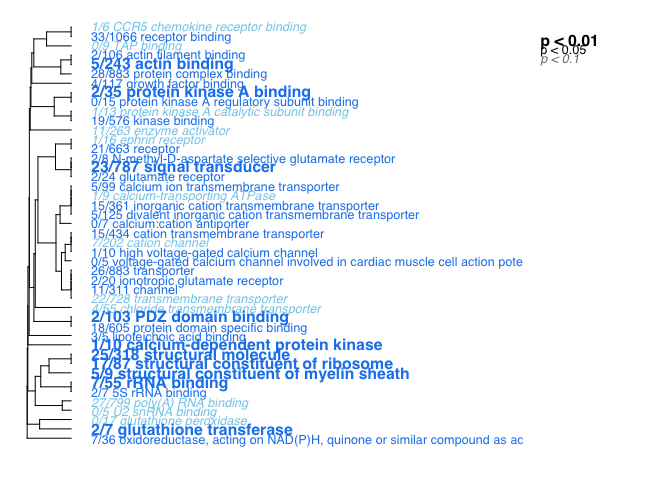 1/6 CCR5 chemokine receptor binding
33/1066 receptor binding
0/9 TAP binding
2/106 actin filament binding
5/243 actin binding
28/883 protein complex binding
4/117 growth factor binding
2/35 protein kinase A binding
0/15 protein kinase A regulatory subunit binding
1/13 protein kinase A catalytic subunit binding
19/576 kinase binding
11/263 enzyme activator
1/16 ephrin receptor
21/663 receptor
2/8 N-methyl-D-aspartate selective glutamate receptor
23/787 signal transducer
2/24 glutamate receptor
5/99 calcium ion transmembrane transporter
1/9 calcium-transporting ATPase
15/361 inorganic cation transmembrane transporter
5/125 divalent inorganic cation transmembrane transporter
0/7 calcium:cation antiporter
15/434 cation transmembrane transporter
7/202 cation channel
1/10 high voltage-gated calcium channel
0/5 voltage-gated calcium channel involved in cardiac muscle cell action pote
26/883 transporter
2/20 ionotropic glutamate receptor
11/311 channel
22/728 transmembrane transporter
4/55 chloride transmembrane transporter
2/103 PDZ domain binding
18/605 protein domain specific binding
3/5 lipoteichoic acid binding
1/10 calcium-dependent protein kinase
25/318 structural molecule
17/87 structural constituent of ribosome
5/9 structural constituent of myelin sheath
7/55 rRNA binding
2/7 5S rRNA binding
27/799 poly(A) RNA binding
0/5 U2 snRNA binding
0/17 glutathione peroxidase
2/7 glutathione transferase
7/36 oxidoreductase, acting on NAD(P)H, quinone or similar compound as ac
p < 0.01
p < 0.05
p < 0.1